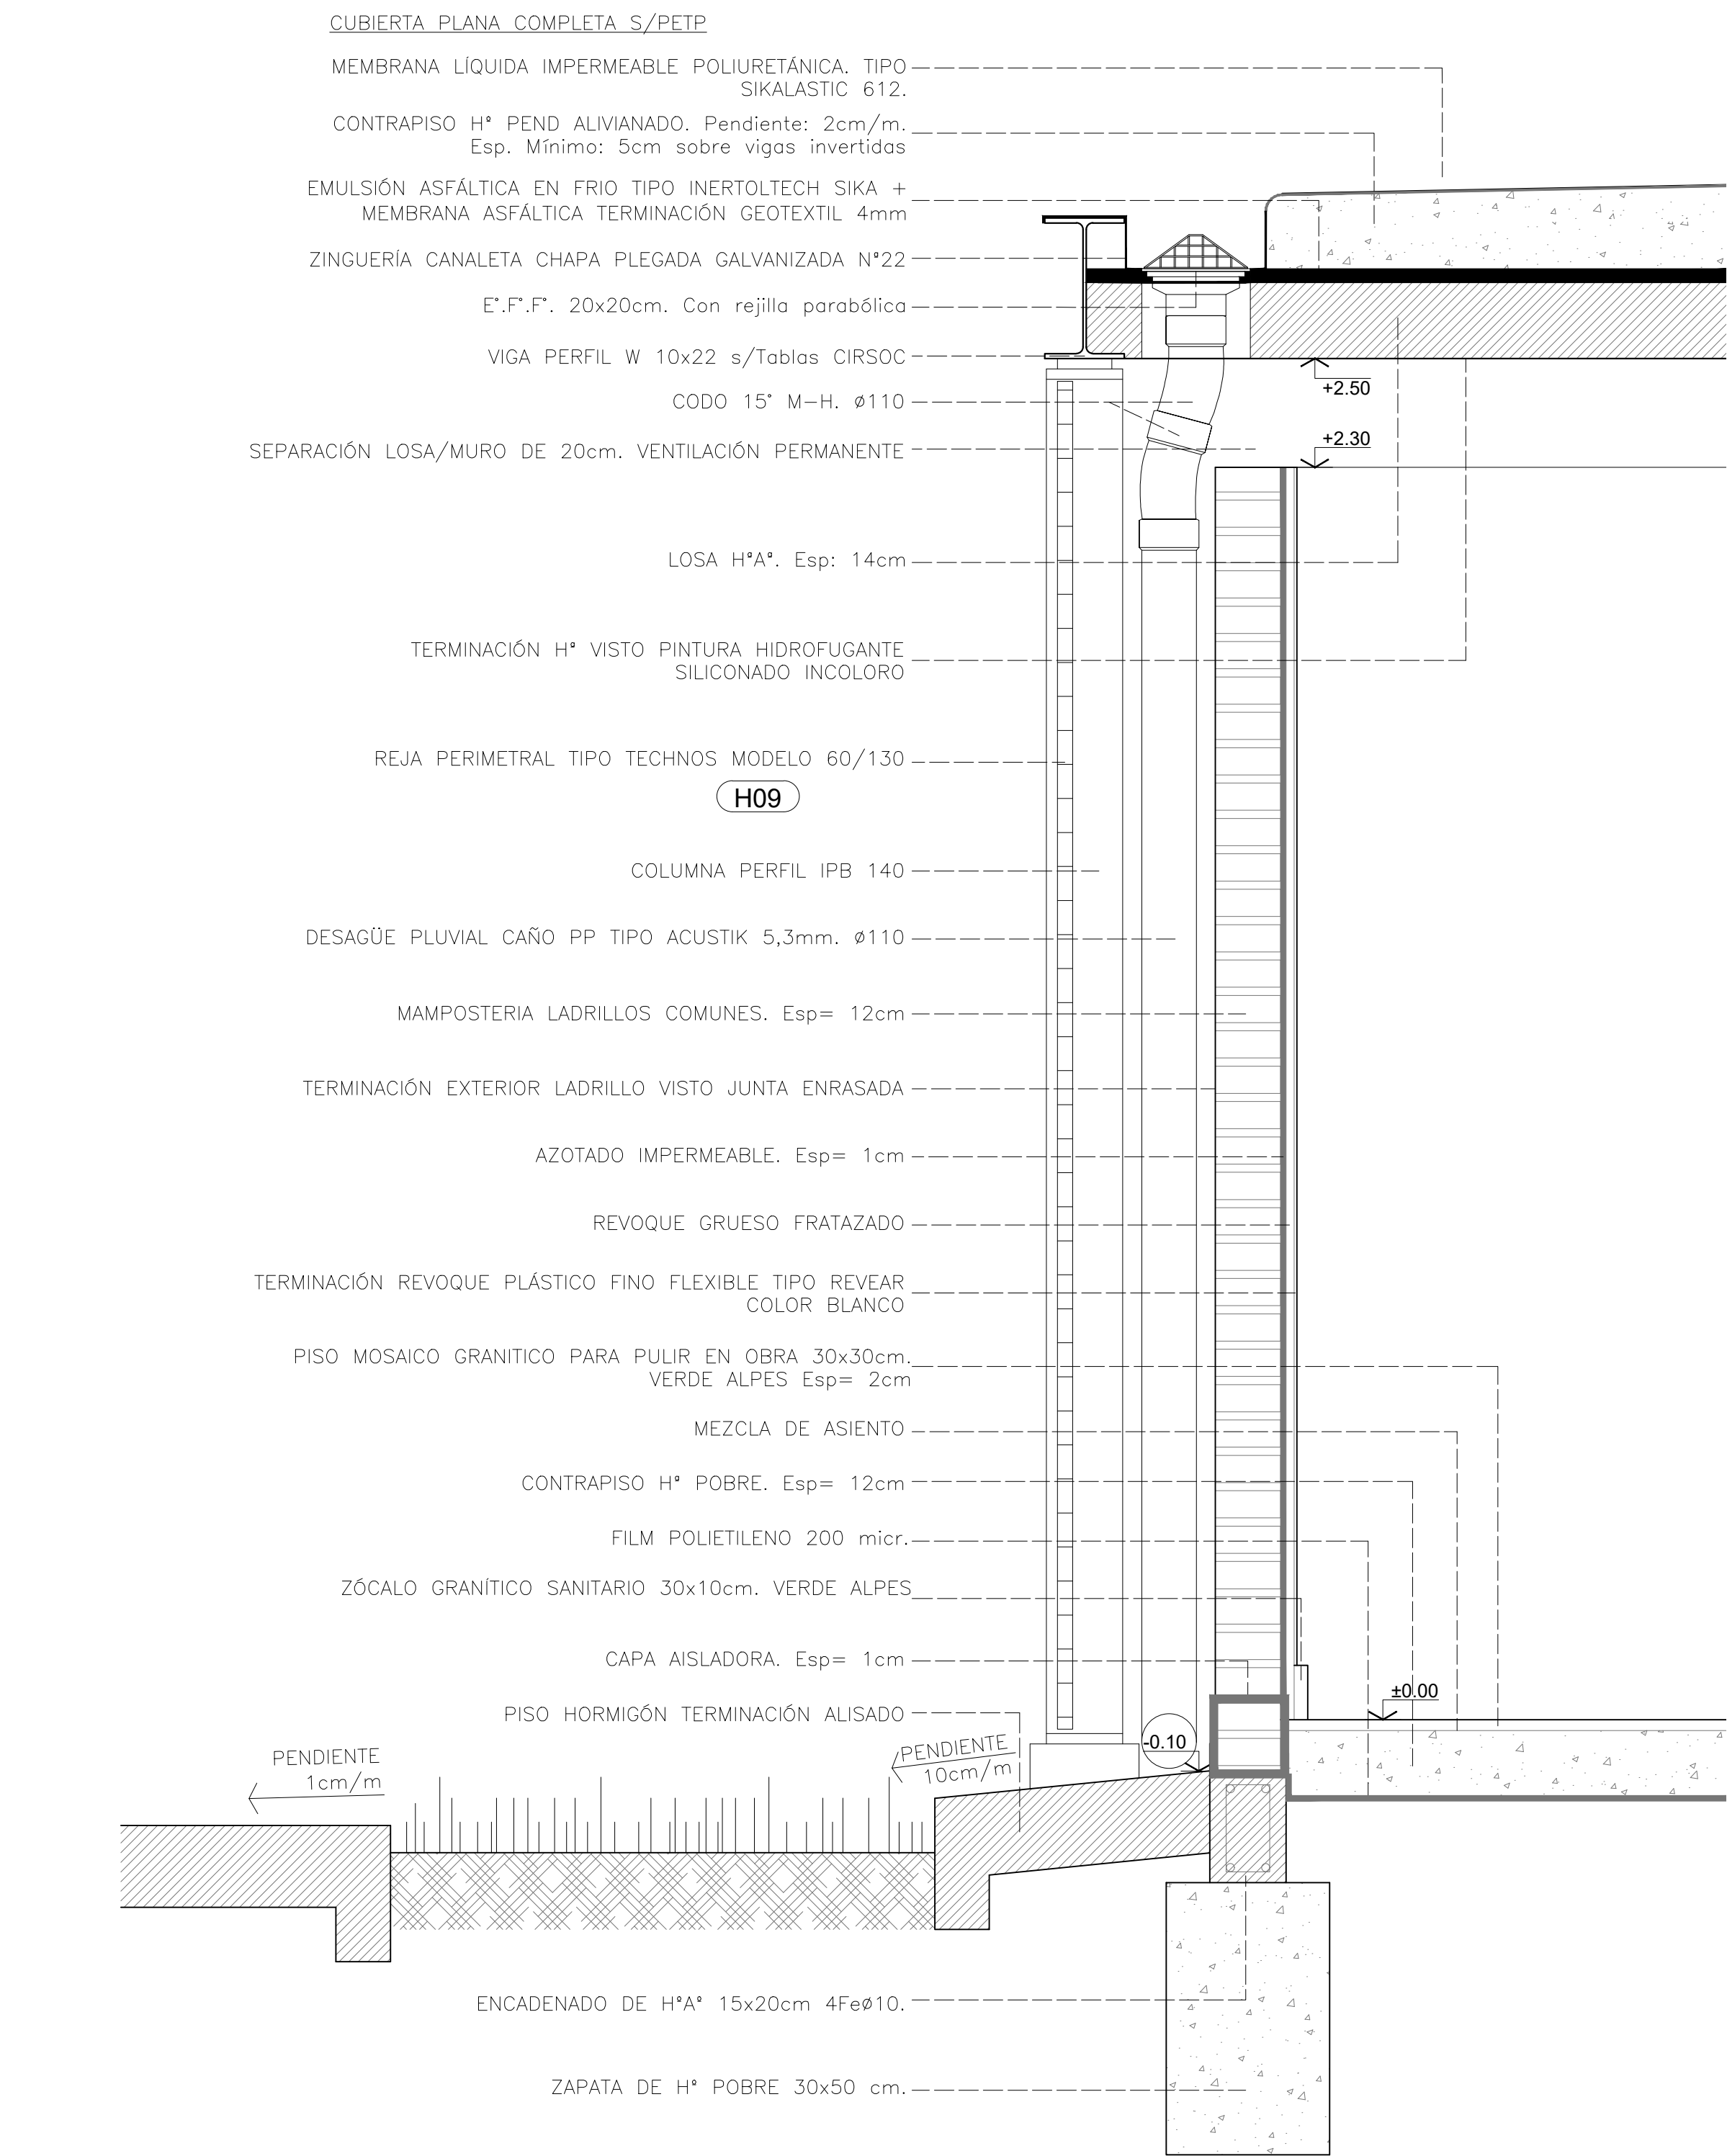 CUBIERTA PLANA COMPLETA S/PETP
MEMBRANA LÍQUIDA IMPERMEABLE POLIURETÁNICA. TIPO
SIKALASTIC 612.
CONTRAPISO Hº PEND ALIVIANADO. Pendiente: 2cm/m.
Esp. Mínimo: 5cm sobre vigas invertidas
EMULSIÓN ASFÁLTICA EN FRIO TIPO INERTOLTECH SIKA +
MEMBRANA ASFÁLTICA TERMINACIÓN GEOTEXTIL 4mm
ZINGUERÍA CANALETA CHAPA PLEGADA GALVANIZADA Nº22
E°.F°.F°. 20x20cm. Con rejilla parabólica
VIGA PERFIL W 10x22 s/Tablas CIRSOC
+2.50
CODO 15° M-H. ø110
+2.30
SEPARACIÓN LOSA/MURO DE 20cm. VENTILACIÓN PERMANENTE
LOSA HºAº. Esp: 14cm
TERMINACIÓN Hº VISTO PINTURA HIDROFUGANTE
SILICONADO INCOLORO
REJA PERIMETRAL TIPO TECHNOS MODELO 60/130
H09
COLUMNA PERFIL IPB 140
DESAGÜE PLUVIAL CAÑO PP TIPO ACUSTIK 5,3mm. ø110
MAMPOSTERIA LADRILLOS COMUNES. Esp= 12cm
TERMINACIÓN EXTERIOR LADRILLO VISTO JUNTA ENRASADA
AZOTADO IMPERMEABLE. Esp= 1cm
REVOQUE GRUESO FRATAZADO
TERMINACIÓN REVOQUE PLÁSTICO FINO FLEXIBLE TIPO REVEAR
COLOR BLANCO
PISO MOSAICO GRANITICO PARA PULIR EN OBRA 30x30cm.
VERDE ALPES Esp= 2cm
MEZCLA DE ASIENTO
CONTRAPISO Hº POBRE. Esp= 12cm
FILM POLIETILENO 200 micr.
ZÓCALO GRANÍTICO SANITARIO 30x10cm. VERDE ALPES
CAPA AISLADORA. Esp= 1cm
±0.00
PISO HORMIGÓN TERMINACIÓN ALISADO
-0.10
PENDIENTE
1cm/m
PENDIENTE
10cm/m
ENCADENADO DE HºAº 15x20cm 4Feø10.
ZAPATA DE Hº POBRE 30x50 cm.